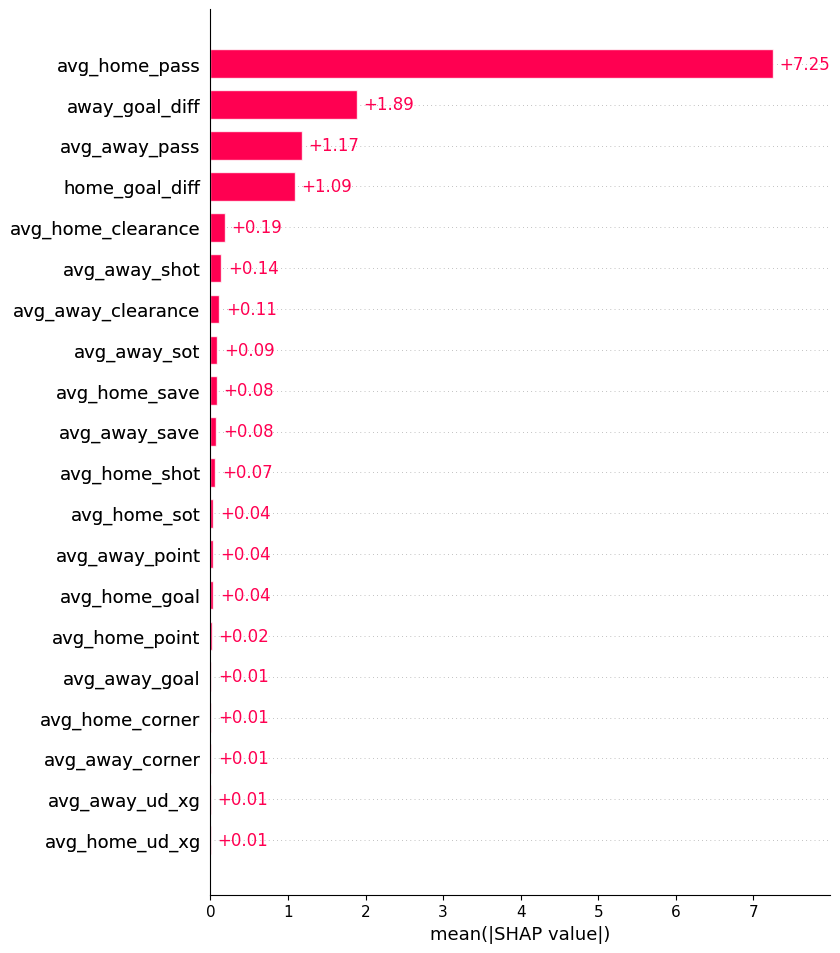 avg_home_pass +7.25
away_goal_diff +1.89
avg_away_pass +1.17
home_goal_diff +1.09
avg_home_clearance +0.19
avg_away_shot +0.14
avg_away_clearance +0.11
avg_away_sot +0.09
avg_home_save +0.08
avg_away_save +0.08
avg_home_shot +0.07
avg_home_sot +0.04
avg_away_point +0.04
avg_home_goal +0.04
avg_home_point +0.02
avg_away_goal +0.01
avg_home_corner +0.01
avg_away_corner +0.01
avg_away_ud_xg +0.01
avg_home_ud_xg +0.01
0 1 2 3 4 5 6 7
mean(|SHAP value|)